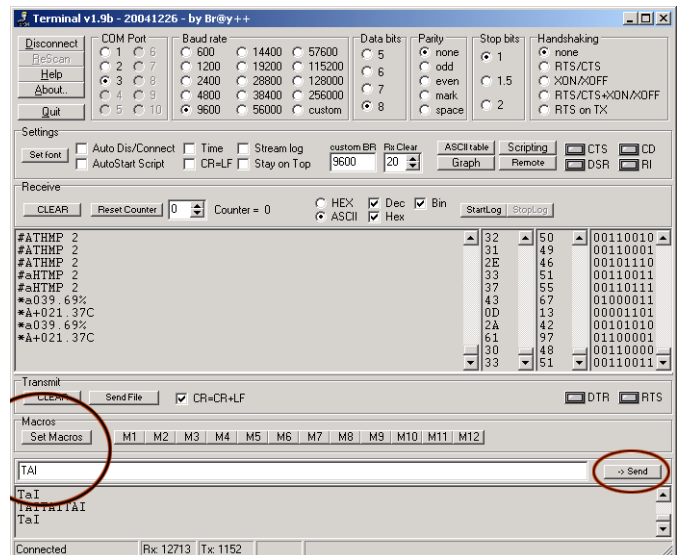 Terminal v1.9b - 20041226 - by Br@y++
Disconnect
ReScan
Help
About..
Quit
COM Port
1 6
2 7
3 8
4 9
5 10
Baud rate
600 14400 57600
1200 19200 115200
2400 28800 128000
4800 38400 256000
9600 56000 custom
Data bits
5
6
7
8
Parity
none
odd
even
mark
space
Stop bits
1
1.5
2
Handshaking
none
RTS/CTS
XON/XOFF
RTS/CTS+XON/XOFF
RTS on TX
Settings
Set font
Auto Dis/Connect Time Stream log
AutoStart Script CR=LF Stay on Top
custom BR Rx Clear
9600 20
ASCII table Scripting
Graph Remote
CTS CD
DSR RI
Receive
CLEAR Reset Counter 0 Counter = 0
HEX Dec Bin
ASCII Hex
StartLog StopLog
#ATHMP 2
#ATHMP 2
#ATHMP 2
#aHTMP 2
#aHTMP 2
*a039.69%
*A+021.37C
*a039.69%
*A+021.37C
32 50 00110010
31 49 00110001
2E 46 00101110
33 51 00110011
37 55 00110111
43 67 01000011
0D 13 00001101
2A 42 00101010
61 97 01100001
30 48 00110000
33 51 00110011
Transmit
CLEAR Send File CR=CR+LF
DTR RTS
Macros
Set Macros M1 M2 M3 M4 M5 M6 M7 M8 M9 M10 M11 M12
TAI
-> Send
TaI
TAITAITAI
TaI
Connected Rx: 12713 Tx: 1152